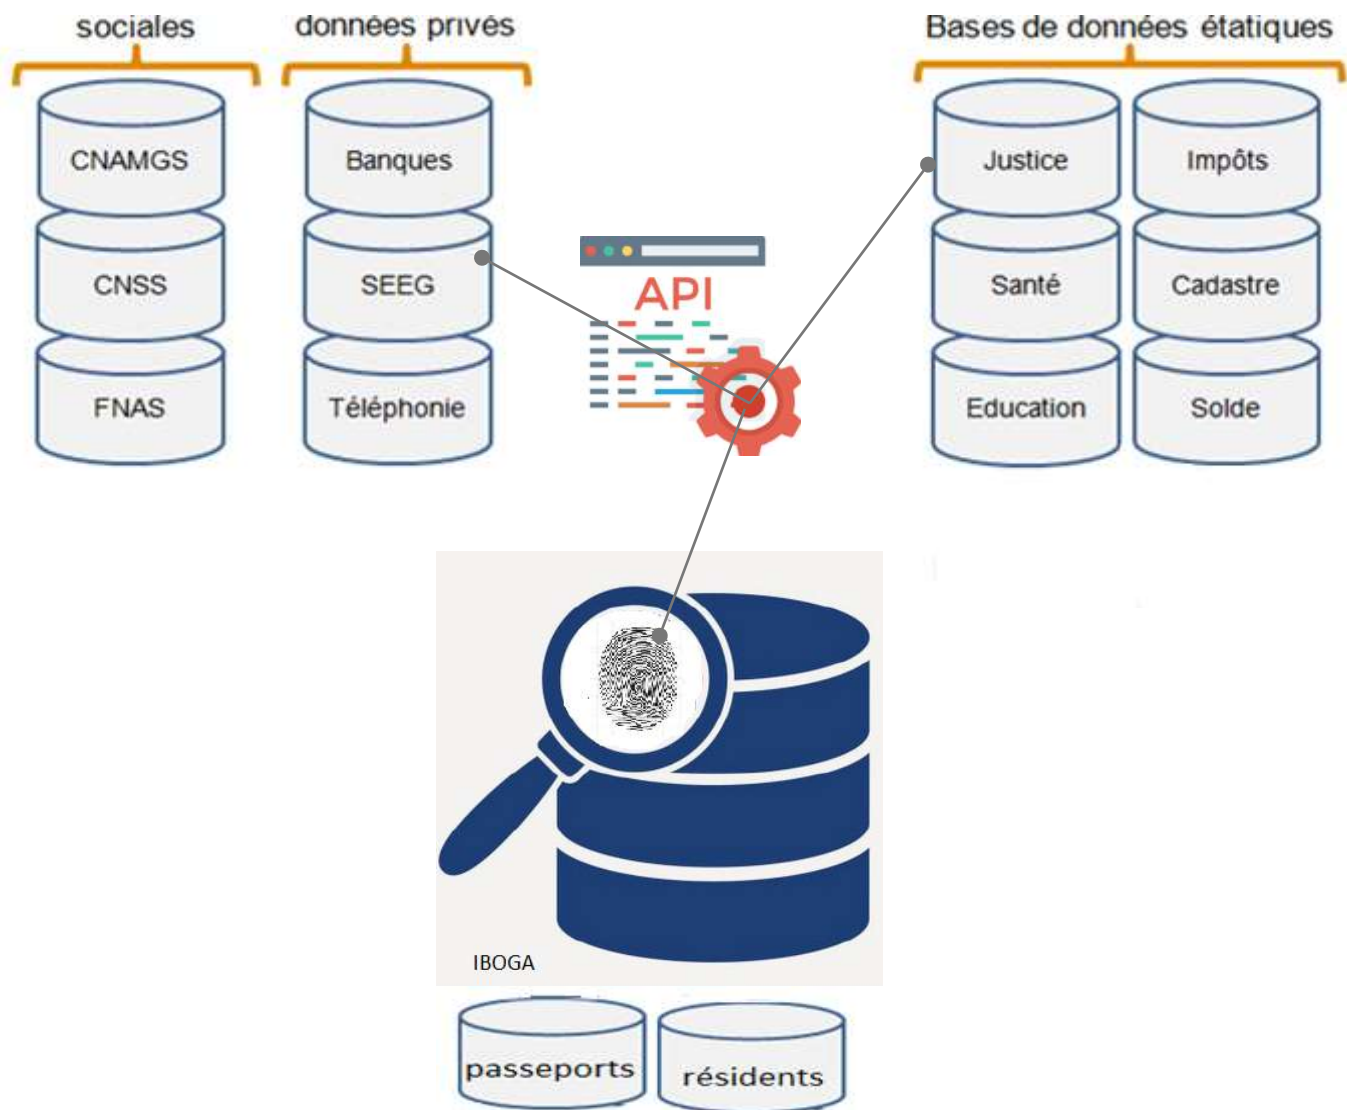 sociales
données privés
Bases de données étatiques
CNAMGS
Banques
Justice
Impôts
CNSS
SEEG
API
Santé
Cadastre
FNAS
Téléphonie
Education
Solde
IBOGA
passeports
résidents